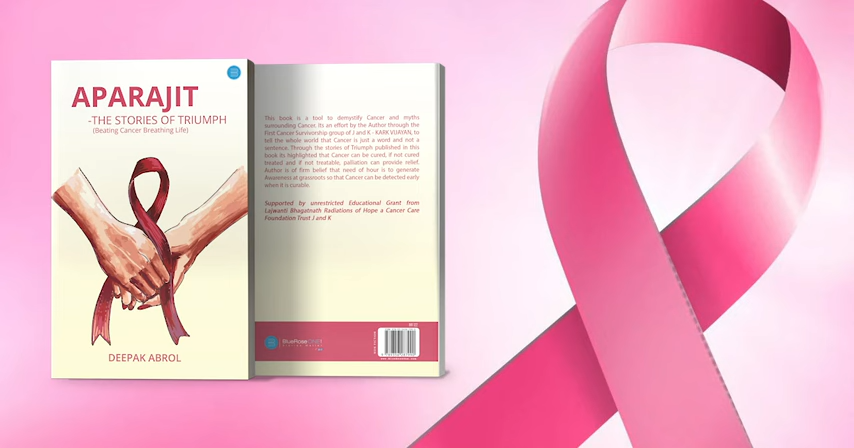 APARAJIT
-THE STORIES OF TRIUMPH
(Beating Cancer Breathing Life)
DEEPAK ABROL
This book is a tool to demystify Cancer and myths
surrounding Cancer. Its an effort by the Author through the
First Cancer Survivorship group of J and K - KARK VIJAYAN, to
tell the whole world that Cancer is just a word and not a
sentence. Through the stories of Triumph published in this
book its highlighted that Cancer can be cured, if not cured
treated and if not treatable, palliation can provide relief.
Author is of firm belief that need of hour is to generate
Awareness at grassroots so that Cancer can be detected early
when it is curable.
Supported by unrestricted Educational Grant from
Lajwanti Bhagatnath Radiations of Hope a Cancer Care
Foundation Trust J and K
BlueRose